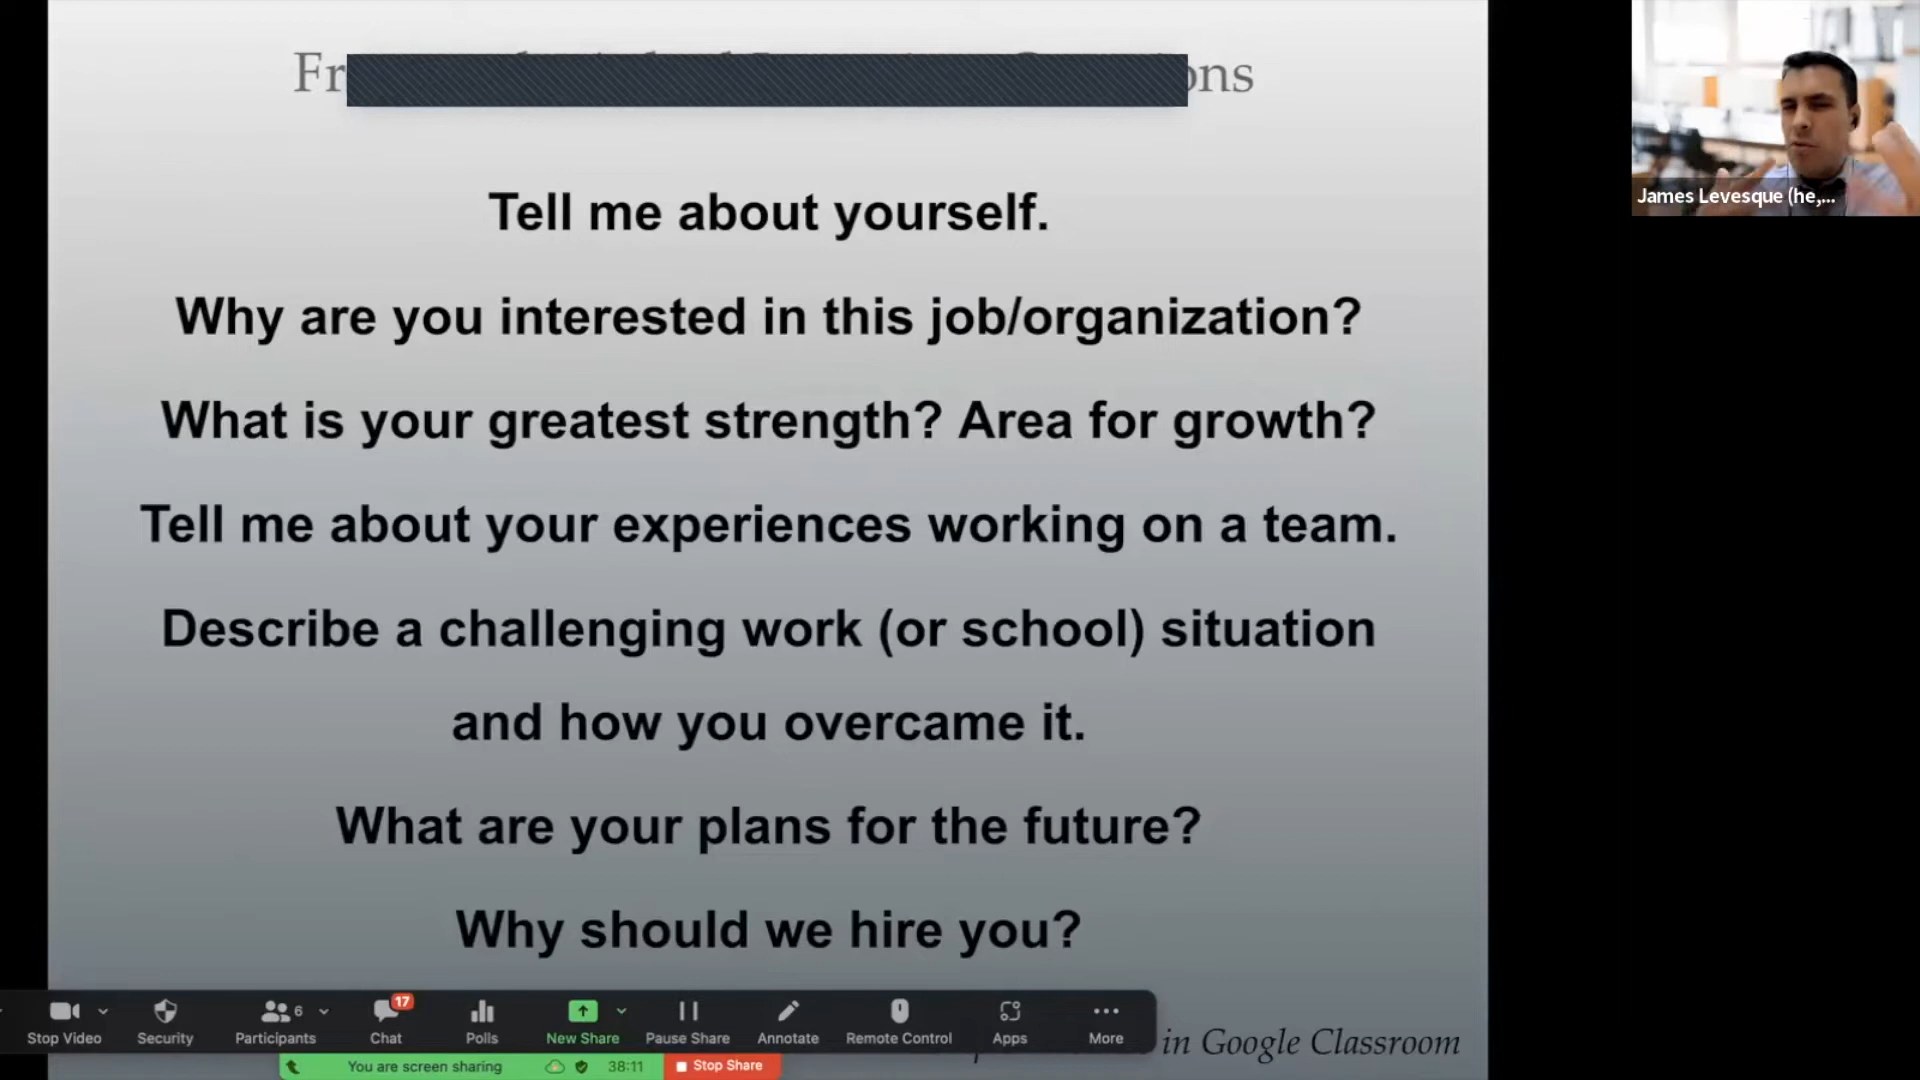 Tell me about yourself.
James Levesque (he,...
Why are you interested in this job/organization?
What is your greatest strength? Area for growth?
Tell me about your experiences working on a team.
Describe a challenging work (or school) situation
and how you overcame it.
What are your plans for the future?
Why should we hire you?
6
17
Stop Video
Security
Participants
Chat
Polls
New Share
Pause Share
Annotate
Remote Control
Apps
More
in Google Classroom
You are screen sharing
38:11
Stop Share